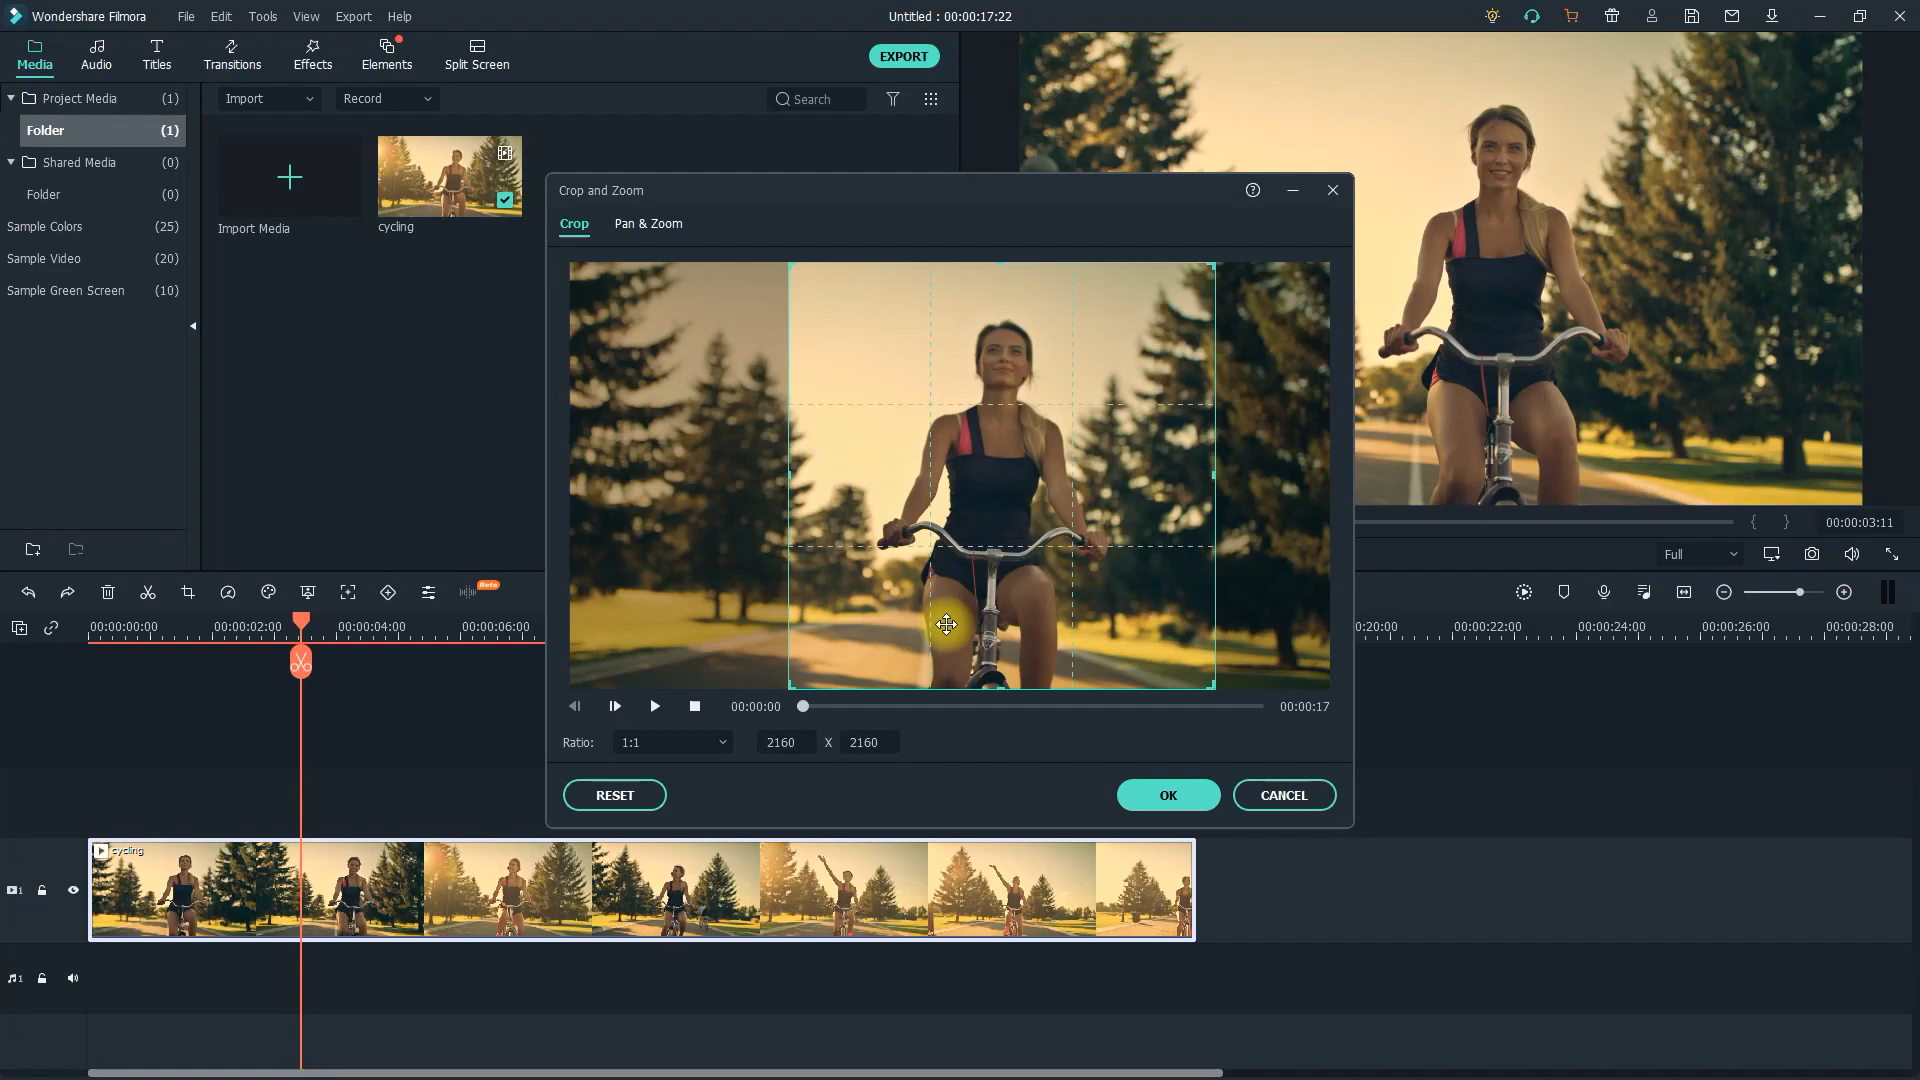 Wondershare Filmora File Edit Tools View Export Help Untitled : 00:00:17:22
Media Audio Titles Transitions Effects Elements Split Screen EXPORT
Project Media (1) Import Record Search
Folder (1)
Shared Media (0)
Folder (0)
Sample Colors (25)
Sample Video (20)
Sample Green Screen (10)
Import Media cycling
Crop and Zoom
Crop Pan & Zoom
00:00:00 00:00:17
Ratio: 1:1 2160 X 2160
RESET OK CANCEL
{ } 00:00:03:11
Full
Beta
00:00:00:00 00:00:02:00 00:00:04:00 00:00:06:00 0:20:00 00:00:22:00 00:00:24:00 00:00:26:00 00:00:28:00
cycling
1
1